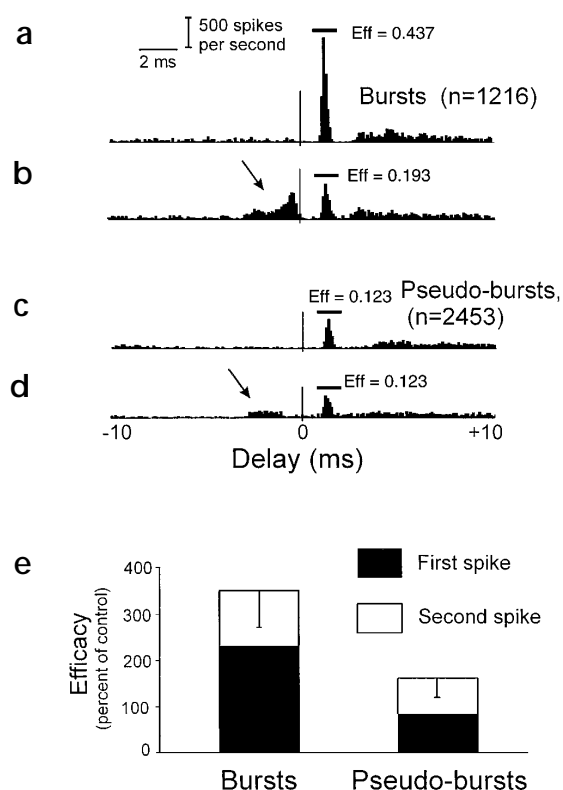 a
500 spikes
per second
2 ms
Eff = 0.437
Bursts (n=1216)
b
Eff = 0.193
c
Eff = 0.123
Pseudo-bursts,
(n=2453)
d
Eff = 0.123
-10
0
+10
Delay (ms)
e
Efficacy
(percent of control)
400
300
200
100
0
First spike
Second spike
Bursts
Pseudo-bursts